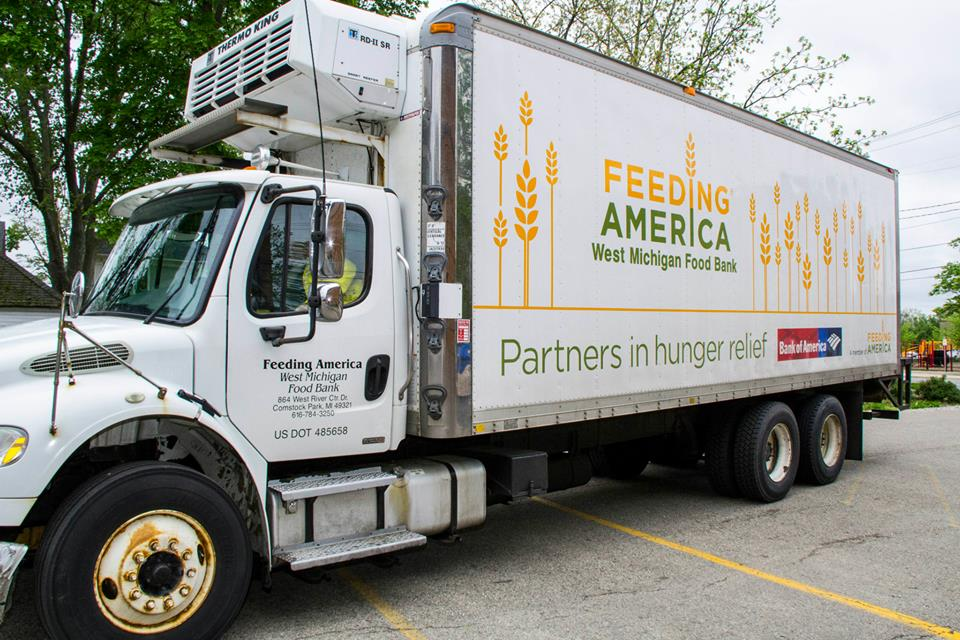 THERMO KING
RD-II SR
FEEDING
AMERICA
West Michigan Food Bank
Partners in hunger relief
Bank of America
A member of
FEEDING
AMERICA
Feeding America
West Michigan
Food Bank
864 West River Ctr. Dr.
Comstock Park, MI 49321
616-784-3250
US DOT 485658